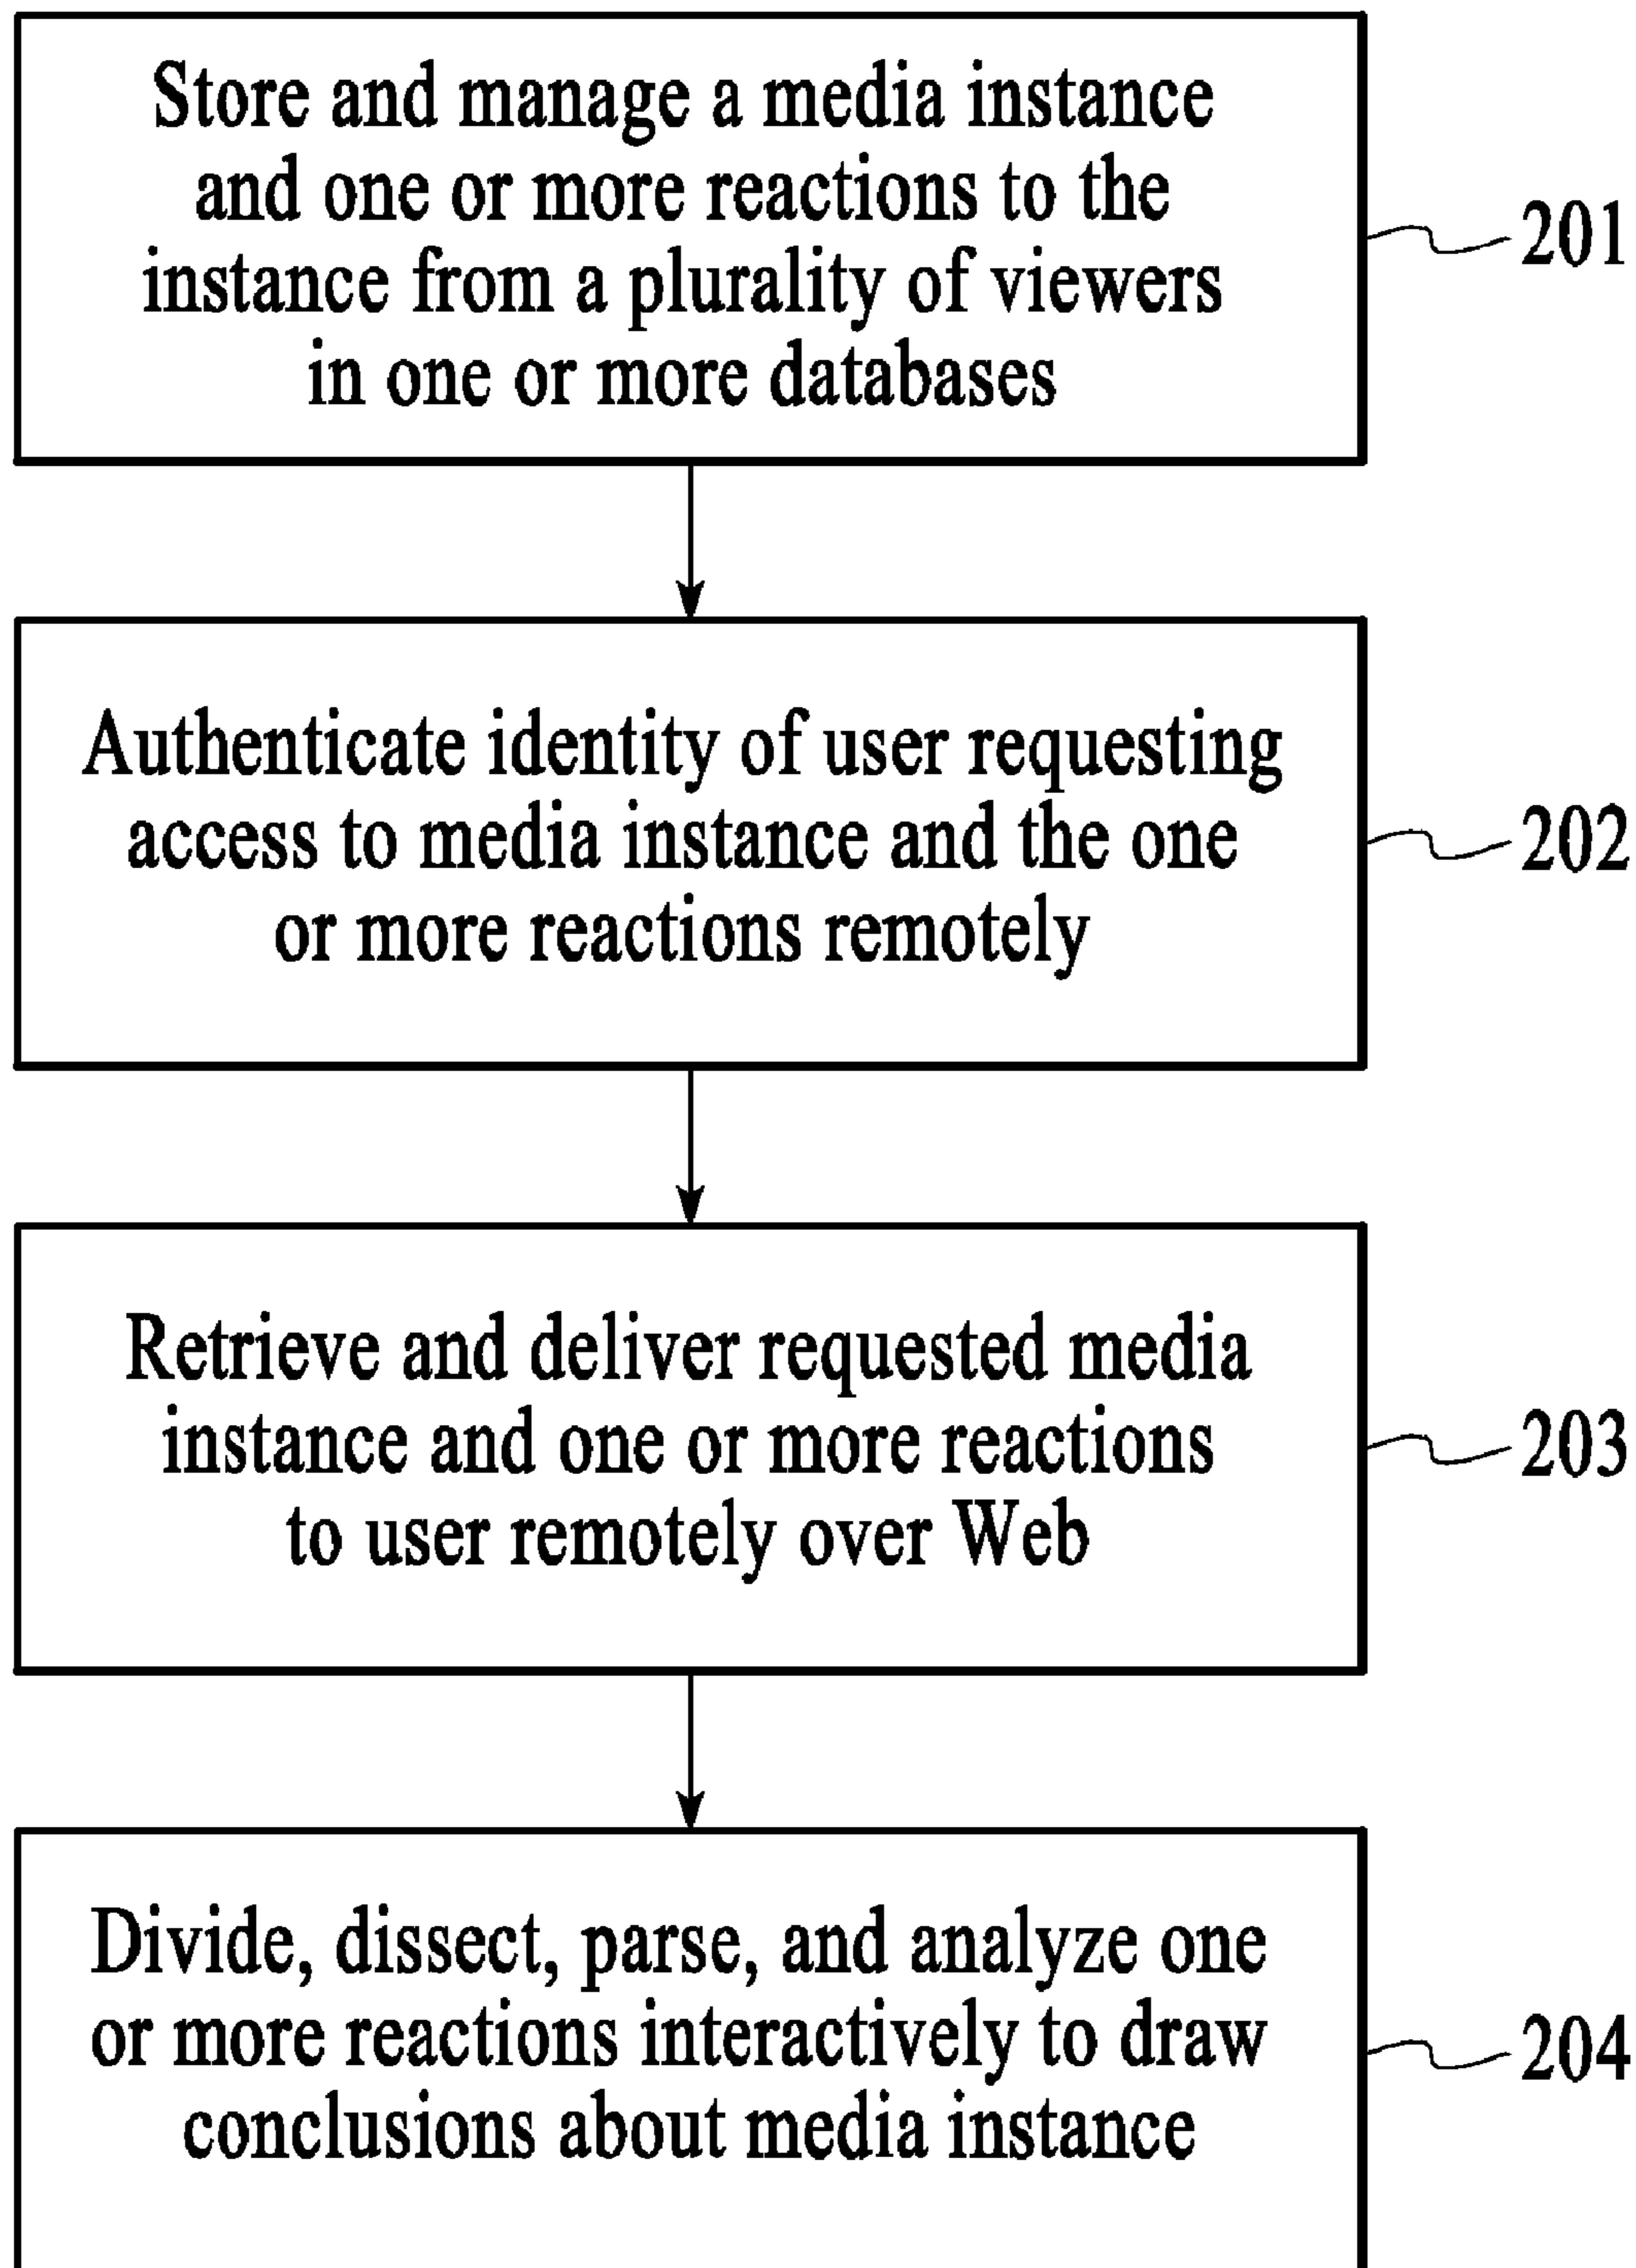 Store and manage a media instance
and one or more reactions to the
instance from a plurality of viewers
in one or more databases
201
Authenticate identity of user requesting
access to media instance and the one
or more reactions remotely
202
Retrieve and deliver requested media
instance and one or more reactions
to user remotely over Web
203
Divide, dissect, parse, and analyze one
or more reactions interactively to draw
conclusions about media instance
204